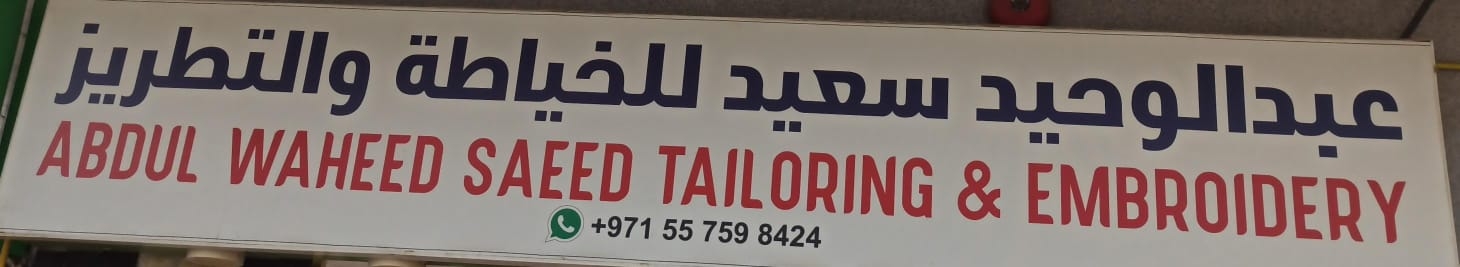 عبدالوحيد سعيد للخياطة والتطريز
ABDUL WAHEED SAEED TAILORING & EMBROIDERY
+971 55 759 8424